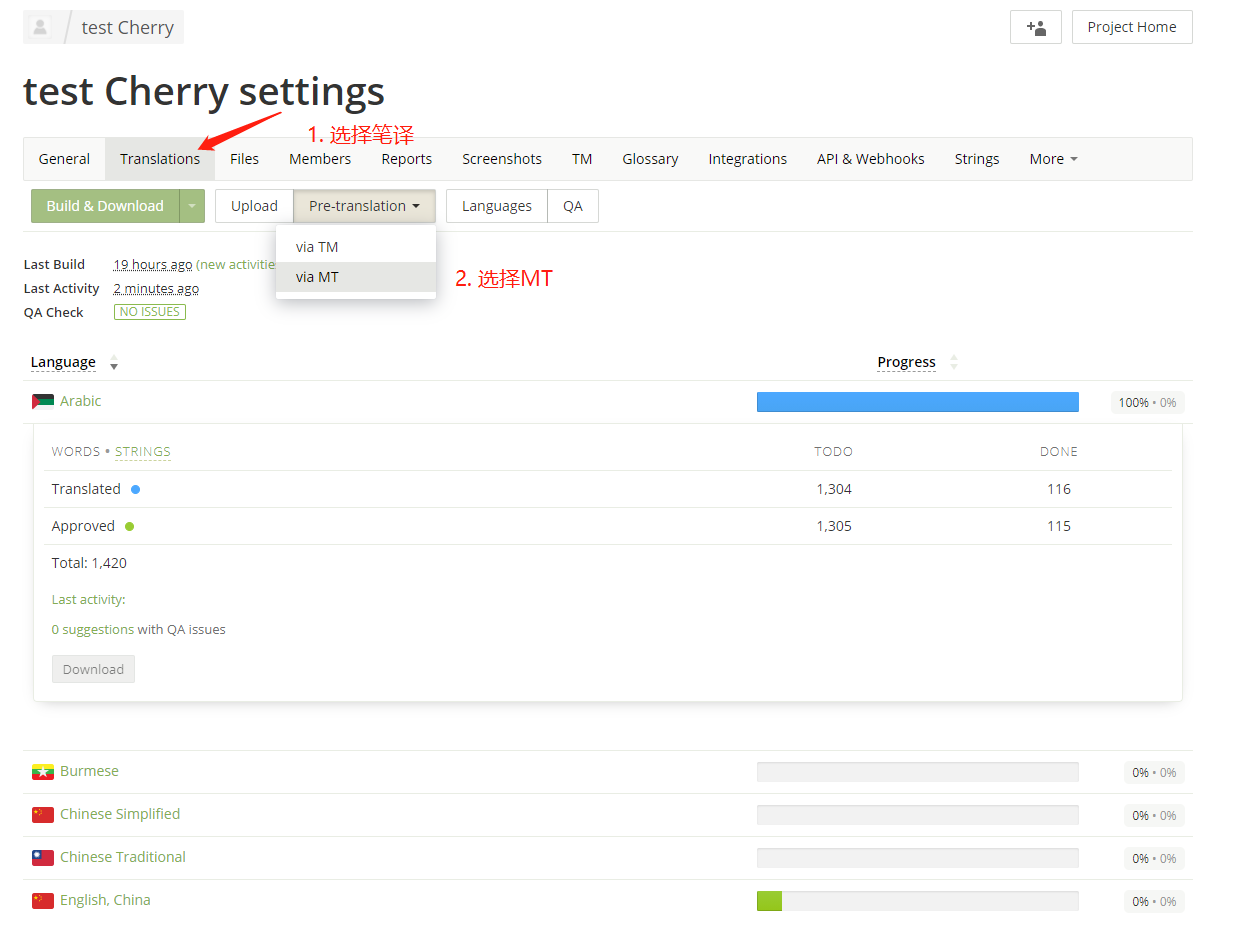 test Cherry
Project Home
test Cherry settings
1. 选择笔译
General Translations Files Members Reports Screenshots TM Glossary Integrations API & Webhooks Strings More
Build & Download Upload Pre-translation Languages QA
via TM
via MT
2. 选择MT
Last Build 19 hours ago (new activitie
Last Activity 2 minutes ago
QA Check NO ISSUES
Language Progress
Arabic 100% • 0%
WORDS • STRINGS TODO DONE
Translated 1,304 116
Approved 1,305 115
Total: 1,420
Last activity:
0 suggestions with QA issues
Download
Burmese 0% • 0%
Chinese Simplified 0% • 0%
Chinese Traditional 0% • 0%
English, China 0% • 0%